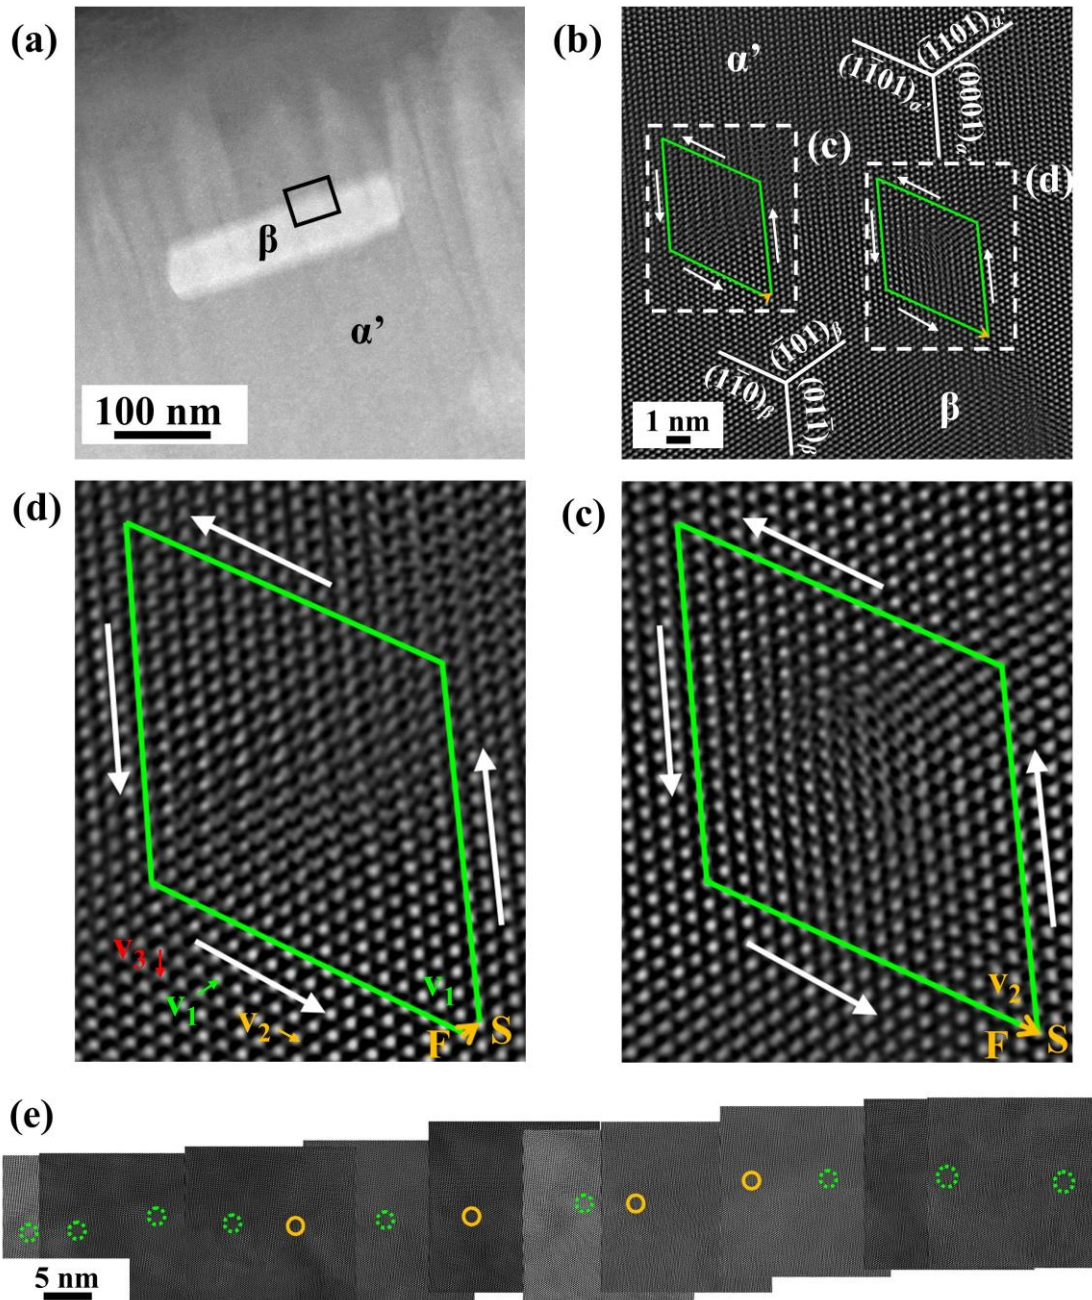 (a)
β
α’
100 nm
(b)
α’
(1̄101)α’
(11̄01)α’
(0001)α
(c)
(d)
(1̄01)β
(11̄0)β
(011̄)β
β
1 nm
(d)
v3
v1
v2
v1
F
S
(c)
v2
F
S
(e)
5 nm